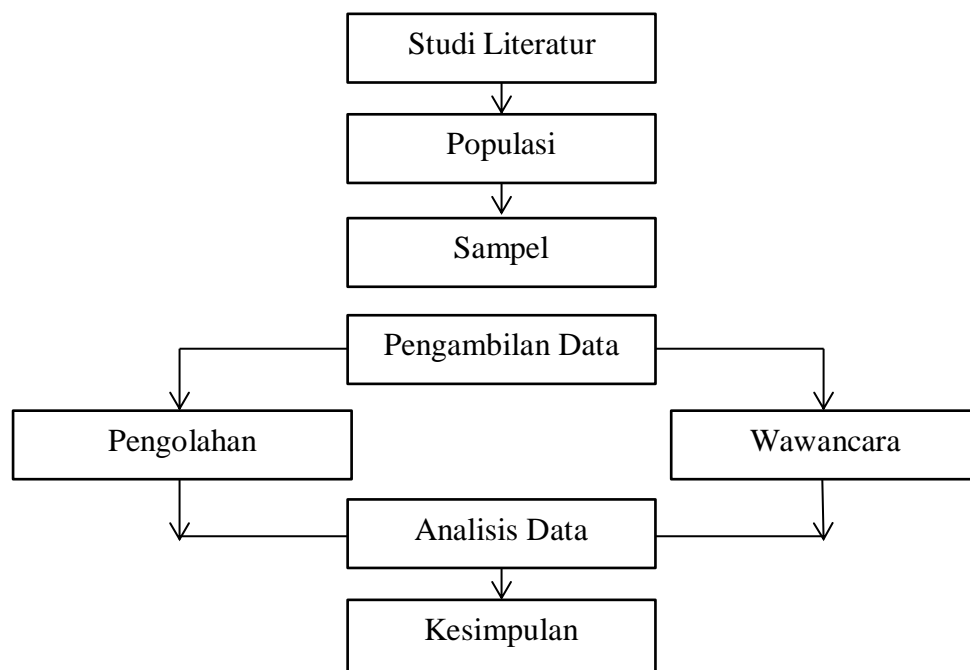 Studi Literatur
Populasi
Sampel
Pengambilan Data
Pengolahan
Wawancara
Analisis Data
Kesimpulan